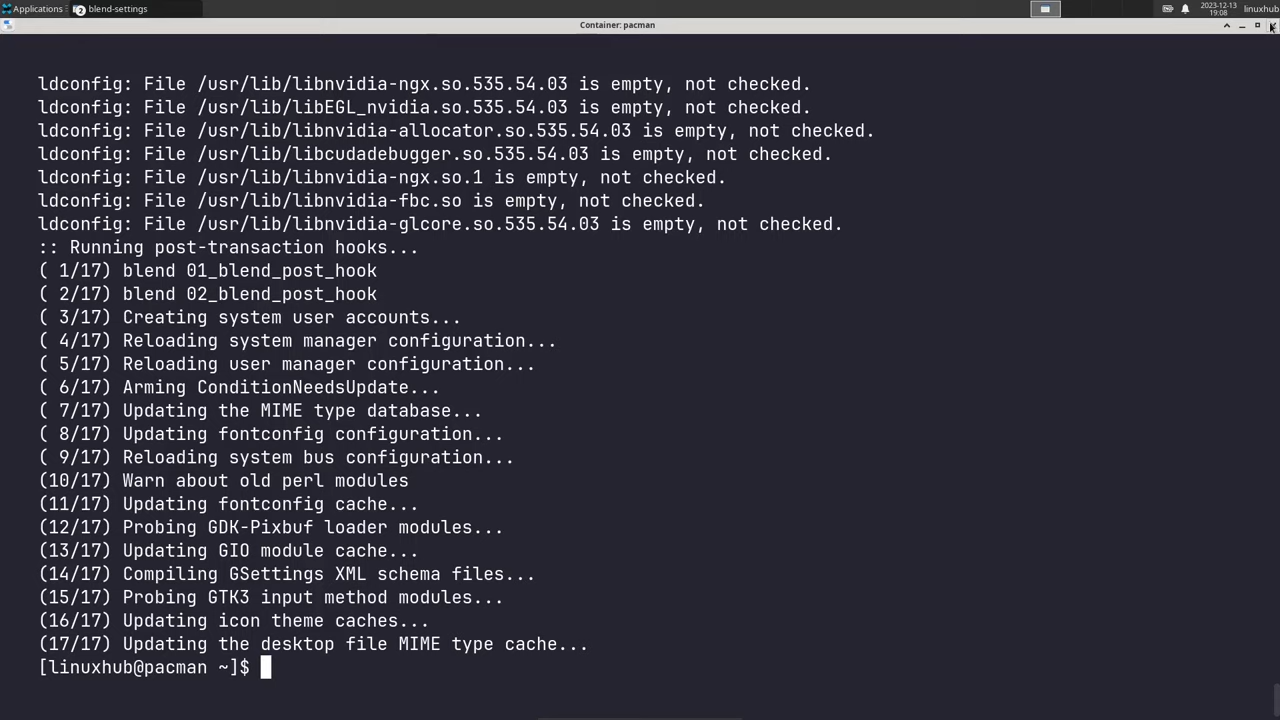 Applications
2 blend-settings
2023-12-13
19:08
linuxhub
Container: pacman
ldconfig: File /usr/lib/libnvidia-ngx.so.535.54.03 is empty, not checked.
ldconfig: File /usr/lib/libEGL_nvidia.so.535.54.03 is empty, not checked.
ldconfig: File /usr/lib/libnvidia-allocator.so.535.54.03 is empty, not checked.
ldconfig: File /usr/lib/libcudadebugger.so.535.54.03 is empty, not checked.
ldconfig: File /usr/lib/libnvidia-ngx.so.1 is empty, not checked.
ldconfig: File /usr/lib/libnvidia-fbc.so is empty, not checked.
ldconfig: File /usr/lib/libnvidia-glcore.so.535.54.03 is empty, not checked.
:: Running post-transaction hooks...
( 1/17) blend 01_blend_post_hook
( 2/17) blend 02_blend_post_hook
( 3/17) Creating system user accounts...
( 4/17) Reloading system manager configuration...
( 5/17) Reloading user manager configuration...
( 6/17) Arming ConditionNeedsUpdate...
( 7/17) Updating the MIME type database...
( 8/17) Updating fontconfig configuration...
( 9/17) Reloading system bus configuration...
(10/17) Warn about old perl modules
(11/17) Updating fontconfig cache...
(12/17) Probing GDK-Pixbuf loader modules...
(13/17) Updating GIO module cache...
(14/17) Compiling GSettings XML schema files...
(15/17) Probing GTK3 input method modules...
(16/17) Updating icon theme caches...
(17/17) Updating the desktop file MIME type cache...
[linuxhub@pacman ~]$